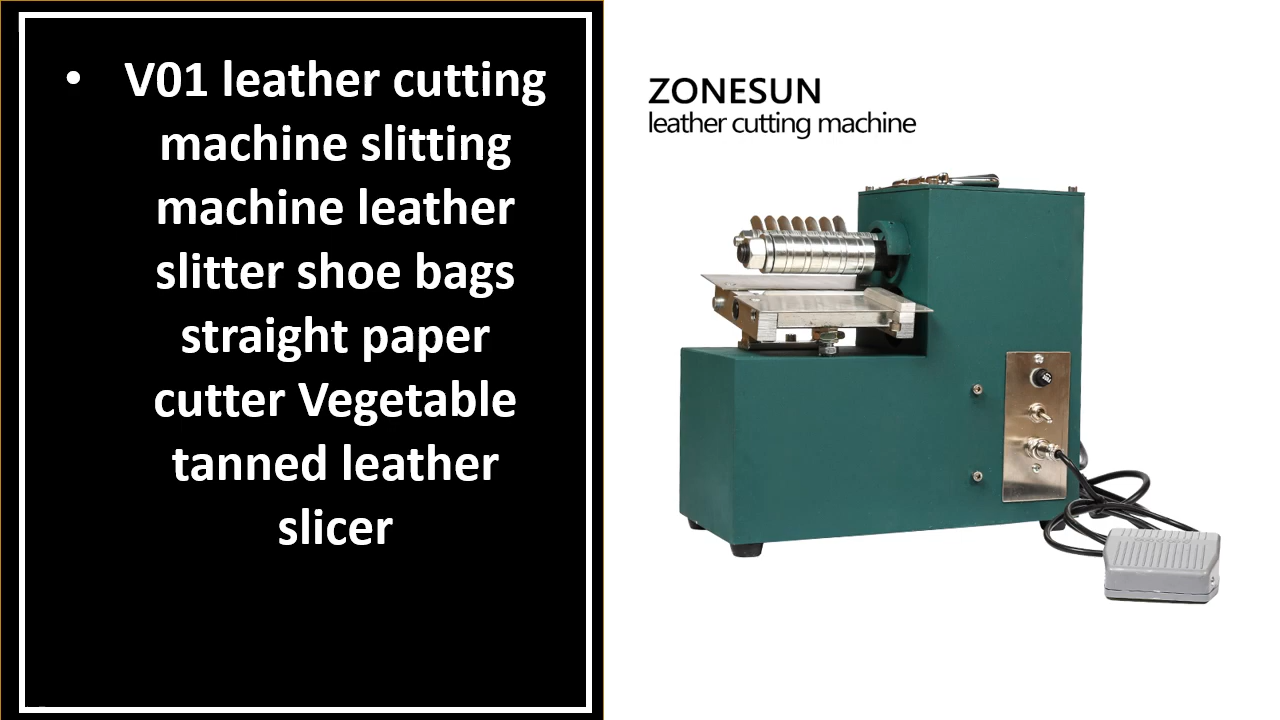 • V01 leather cutting
machine slitting
machine leather
slitter shoe bags
straight paper
cutter Vegetable
tanned leather
slicer
ZONESUN
leather cutting machine